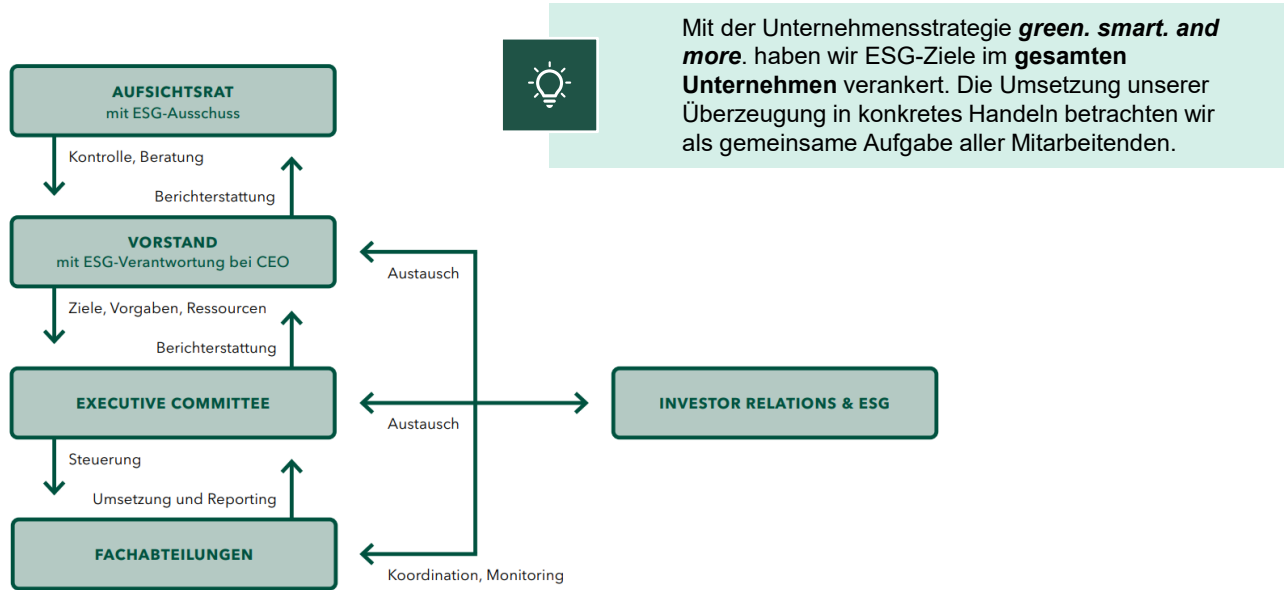 Mit der Unternehmensstrategie green. smart. and
more. haben wir ESG-Ziele im gesamten
Unternehmen verankert. Die Umsetzung unserer
Überzeugung in konkretes Handeln betrachten wir
als gemeinsame Aufgabe aller Mitarbeitenden.
AUFSICHTSRAT
mit ESG-Ausschuss
Kontrolle, Beratung
Berichterstattung
VORSTAND
mit ESG-Verantwortung bei CEO
Austausch
Ziele, Vorgaben, Ressourcen
Berichterstattung
EXECUTIVE COMMITTEE
INVESTOR RELATIONS & ESG
Austausch
Steuerung
Umsetzung und Reporting
FACHABTEILUNGEN
Koordination, Monitoring